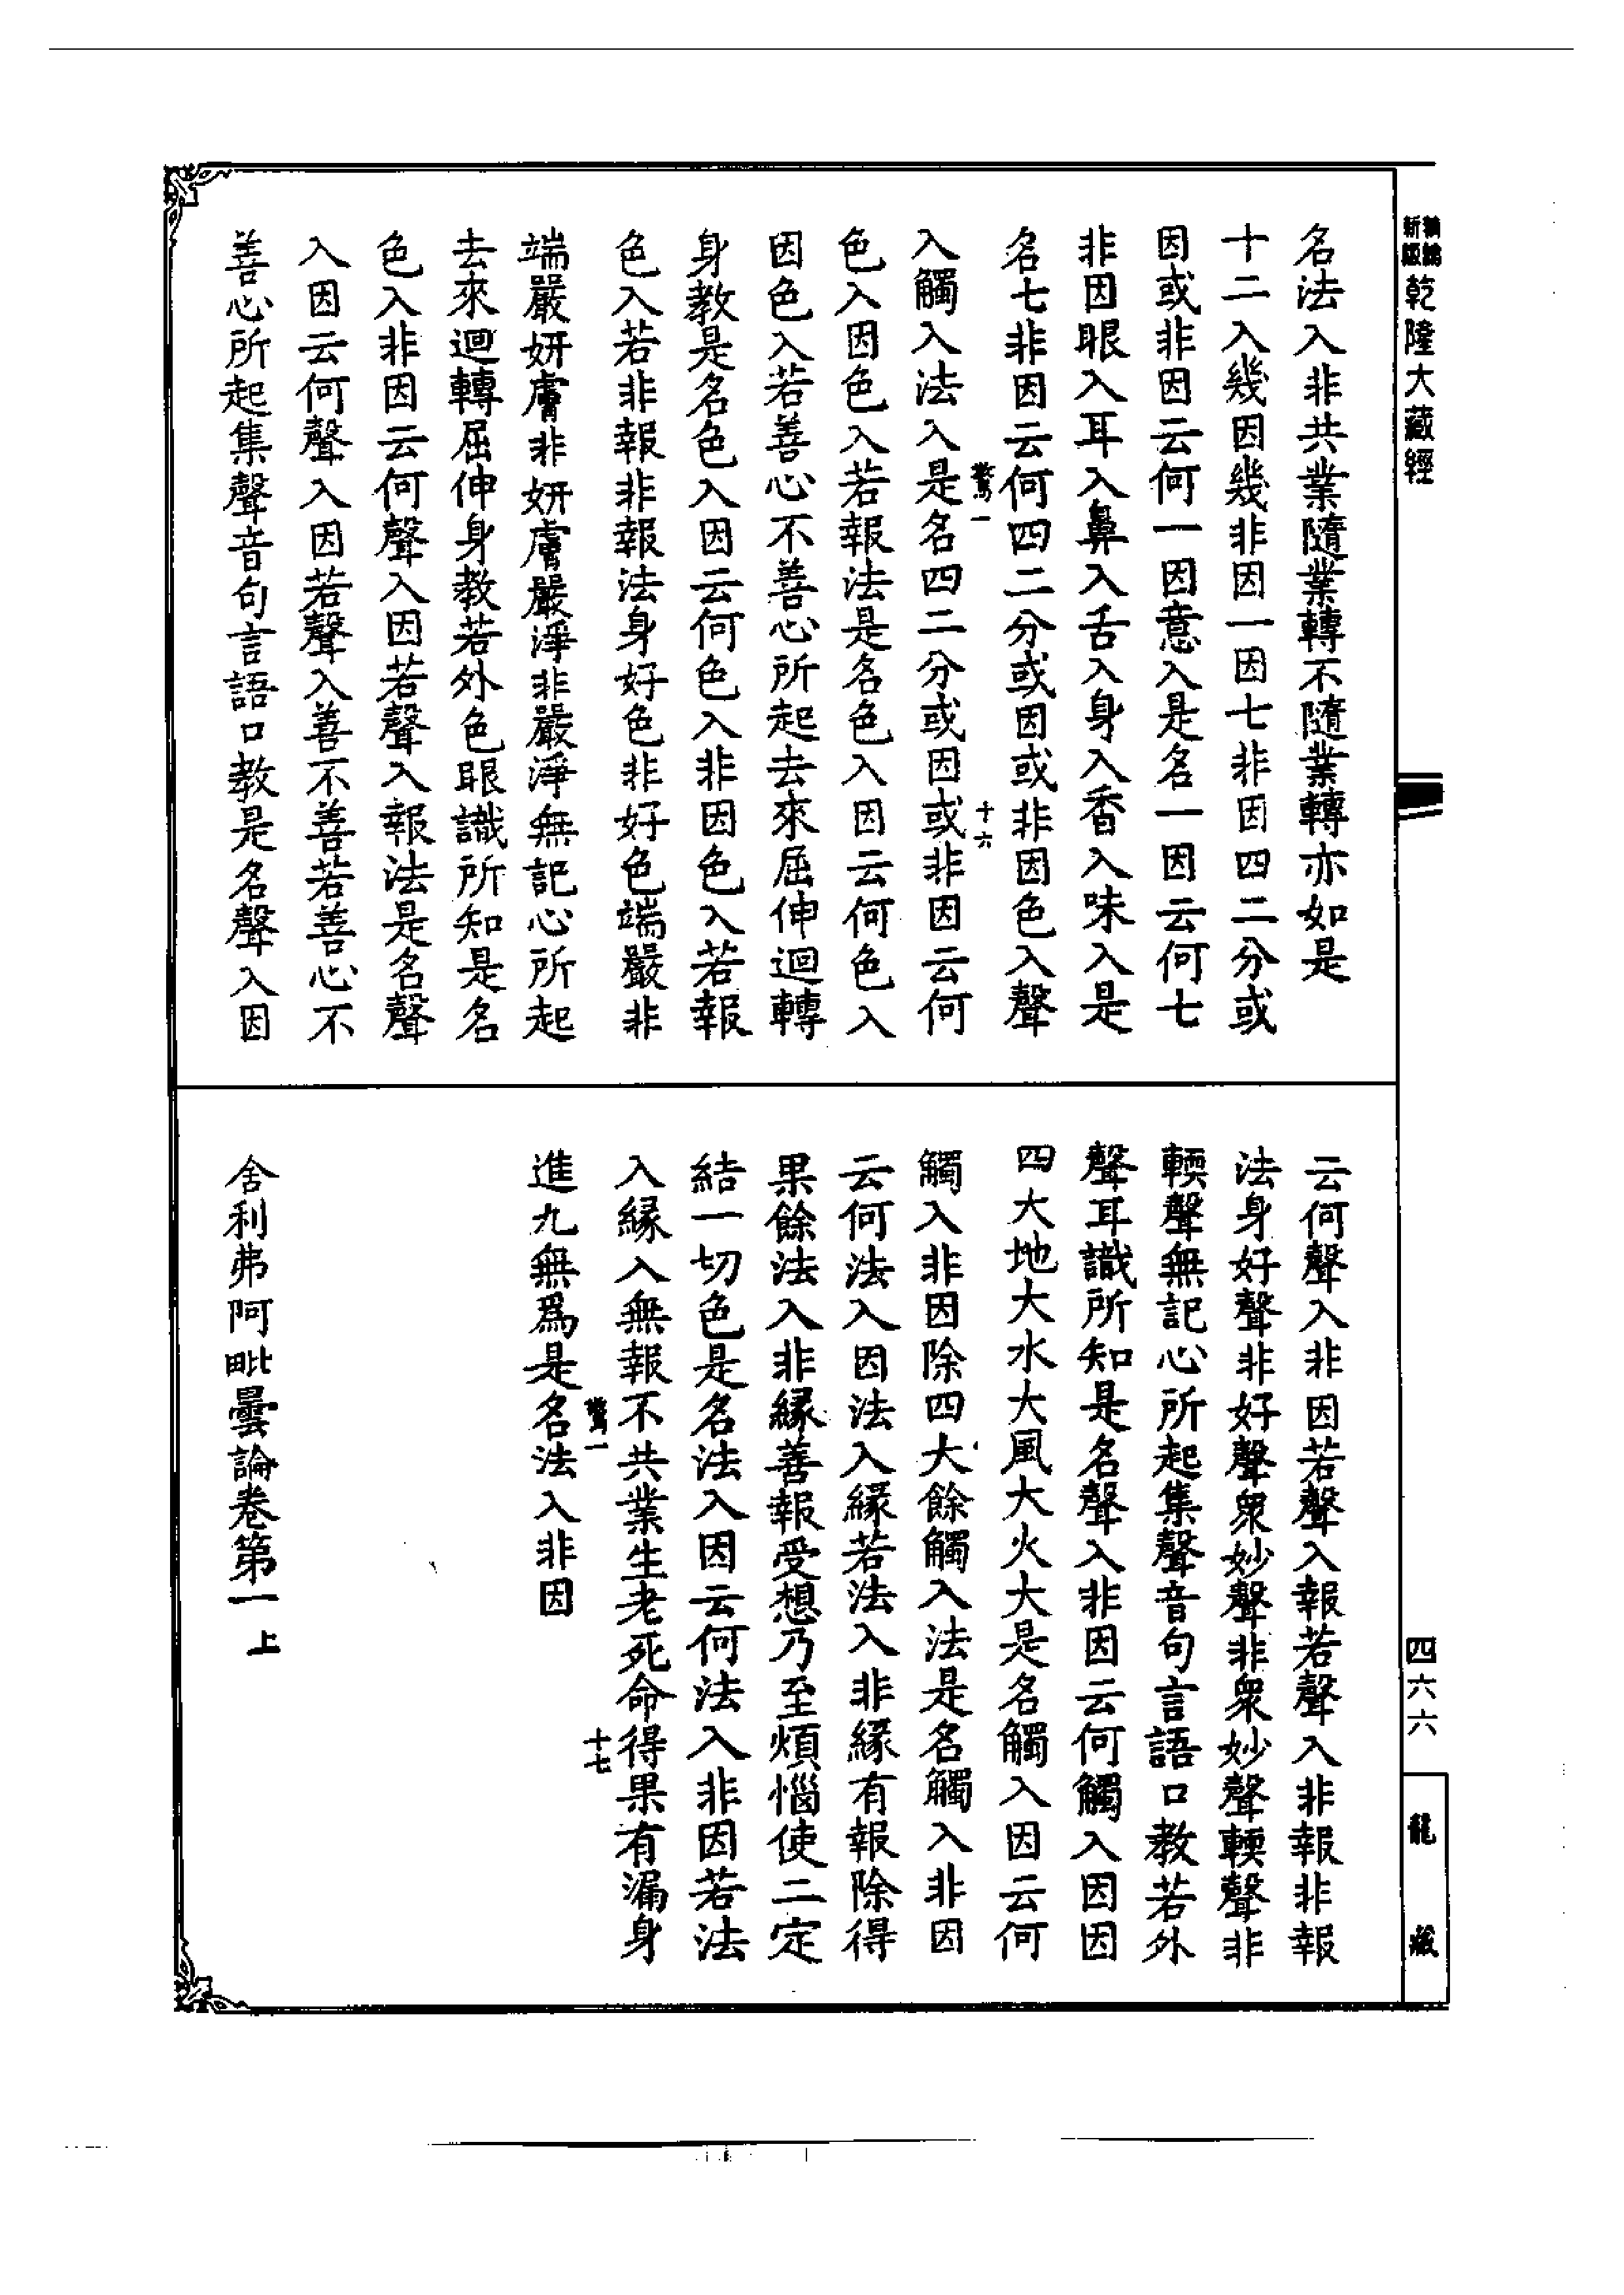 新版 乾隆大藏經
名法入非共業隨業轉不隨業轉亦如是
十二入幾因幾非因一因七非因四二分或
因或非因云何一因意入是名一因云何七
非因眼入耳入鼻入舌入身入香入味入是
名七非因云何四二分或因或非因色入聲
一
十六
入觸入法入是名四二分或因或非因云何
色入因色入若報法是名色入因云何色入
因色入若善心不善心所起去來屈伸迴轉
身教是名色入因云何色入非因色入若報
色入若非報非報法身好色非好色端嚴非
端嚴妍膚非妍膚嚴淨非嚴淨無記心所起
去來迴轉屈伸身教若外色眼識所知是名
色入非因云何聲入因若聲入報法是名聲
入因云何聲入因若聲入善不善若善心不
善心所起集聲音句言語口教是名聲入因
云何聲入非因若聲入報若聲入非報非報
法身好聲非好聲衆妙聲非衆妙聲輭聲非
輭聲無記心所起集聲音句言語口教若外
聲耳識所知是名聲入非因云何觸入因因
四大地大水大風大火大是名觸入因云何
觸入非因除四大餘觸入法是名觸入非因
云何法入因法入緣若法入非緣有報除得
果餘法入非緣善報受想乃至煩惱使二定
結一切色是名法入因云何法入非因若法
入緣入無報不共業生老死命得果有漏身
一
十七
進九無爲是名法入非因
舍利弗阿毗曇論卷第一上
四六六
龍藏